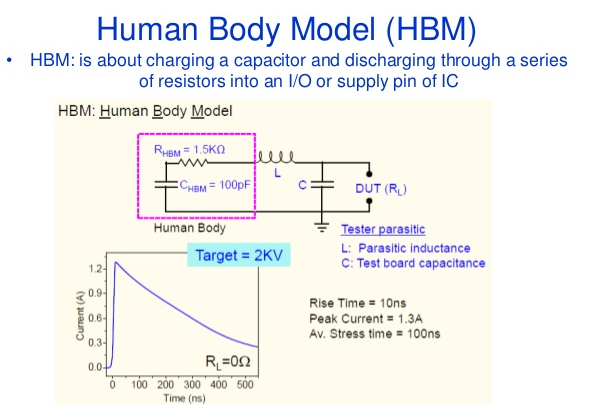 Human Body Model (HBM)
• HBM: is about charging a capacitor and discharging through a series
of resistors into an I/O or supply pin of IC
HBM: Human Body Model
RHBM = 1.5KΩ
CHBM = 100pF
L
C
DUT (RL)
Human Body
Tester parasitic
L: Parasitic inductance
C: Test board capacitance
Target = 2KV
Rise Time = 10ns
Peak Current = 1.3A
Av. Stress time = 100ns
Current (A)
1.2
0.9
0.6
0.3
0.0
RL=0Ω
0 100 200 300 400 500
Time (ns)